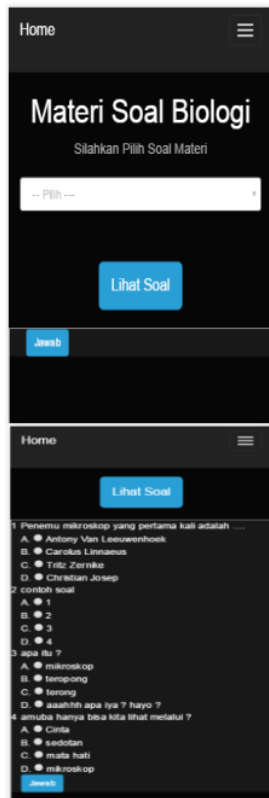 Home
Materi Soal Biologi
Silahkan Pilih Soal Materi
-- Pilih ---
Lihat Soal
Jawab
Home
Lihat Soal
1 Penemu mikroskop yang pertama kali adalah ....
A. Antony Van Leeuwenhoek
B. Carolus Linnaeus
C. Tritz Zernike
D. Christian Josep
2 contoh soal
A. 1
B. 2
C. 3
D. 4
3 apa itu ?
A. mikroskop
B. teropong
C. terong
D. aaahhh apa iya ? hayo ?
4 amuba hanya bisa kita lihat melalui ?
A. Cinta
B. sedotan
C. mata hati
D. mikroskop
Jawab